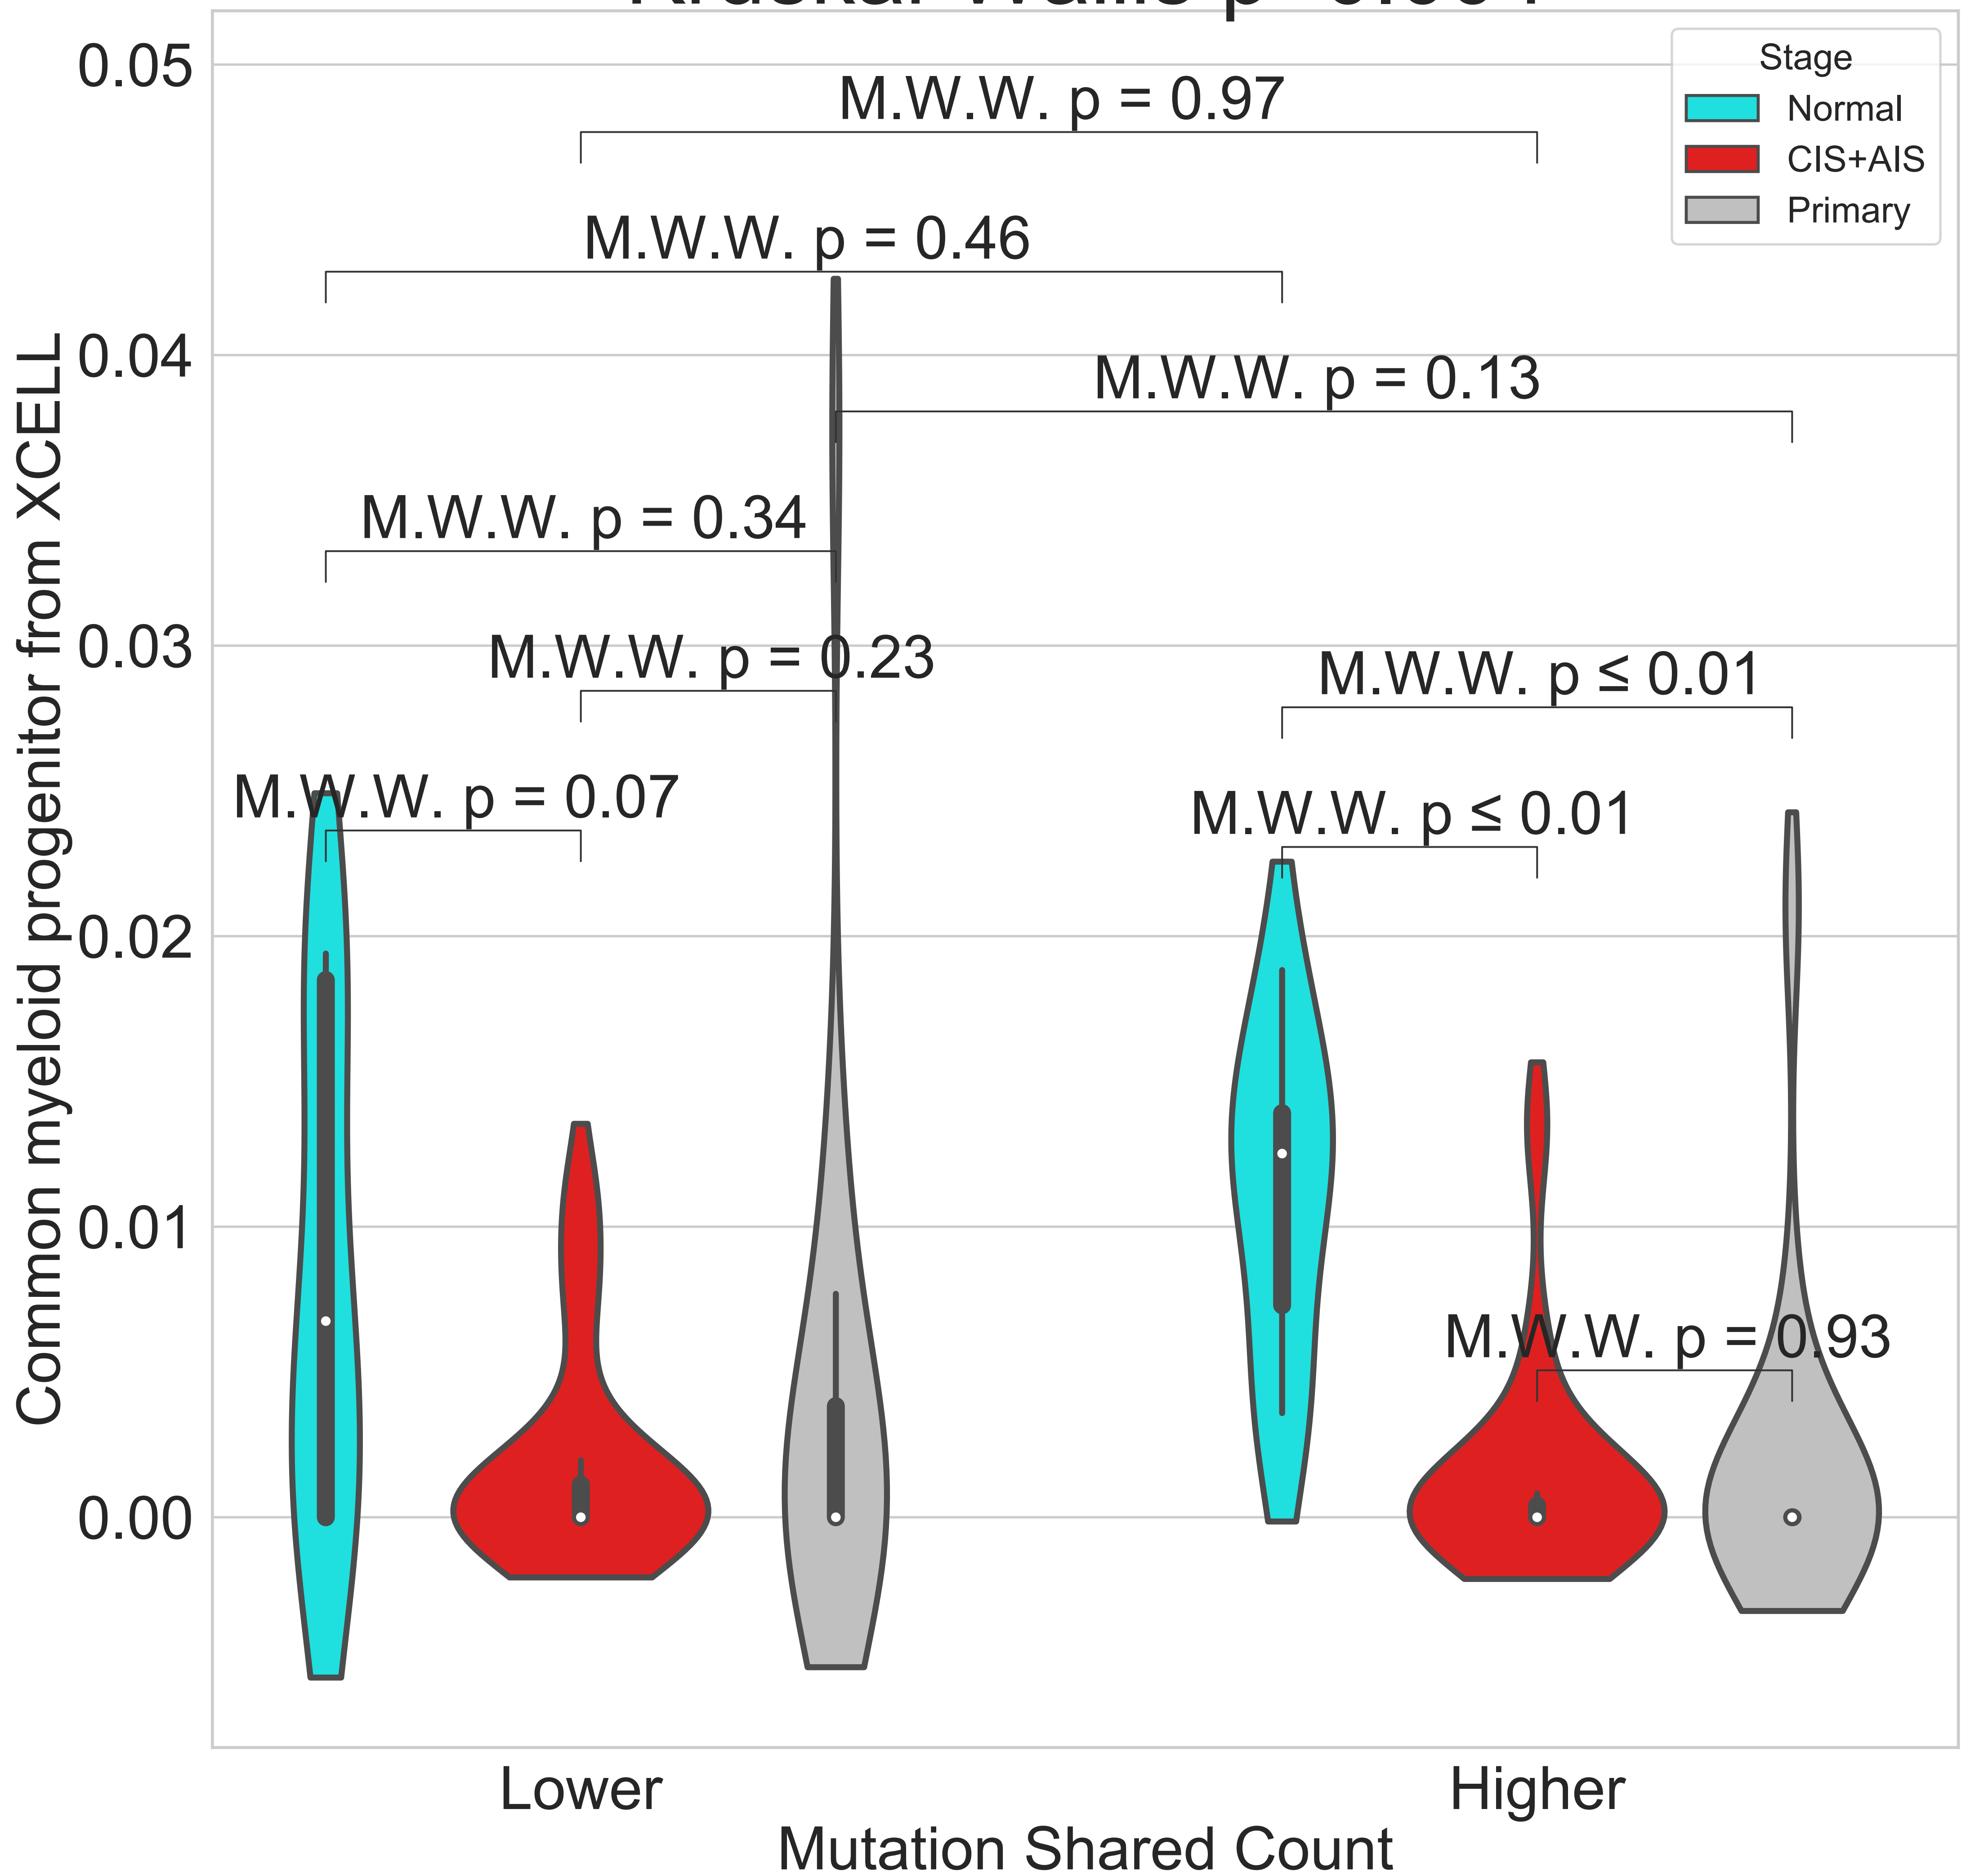 0.05
0.04
0.03
0.02
0.01
0.00
Common myeloid progenitor from XCELL
Stage
Normal
CIS+AIS
Primary
M.W.W. p = 0.97
M.W.W. p = 0.46
M.W.W. p = 0.13
M.W.W. p = 0.34
M.W.W. p = 0.23
M.W.W. p ≤ 0.01
M.W.W. p = 0.07
M.W.W. p ≤ 0.01
M.W.W. p = 0.93
Lower
Higher
Mutation Shared Count